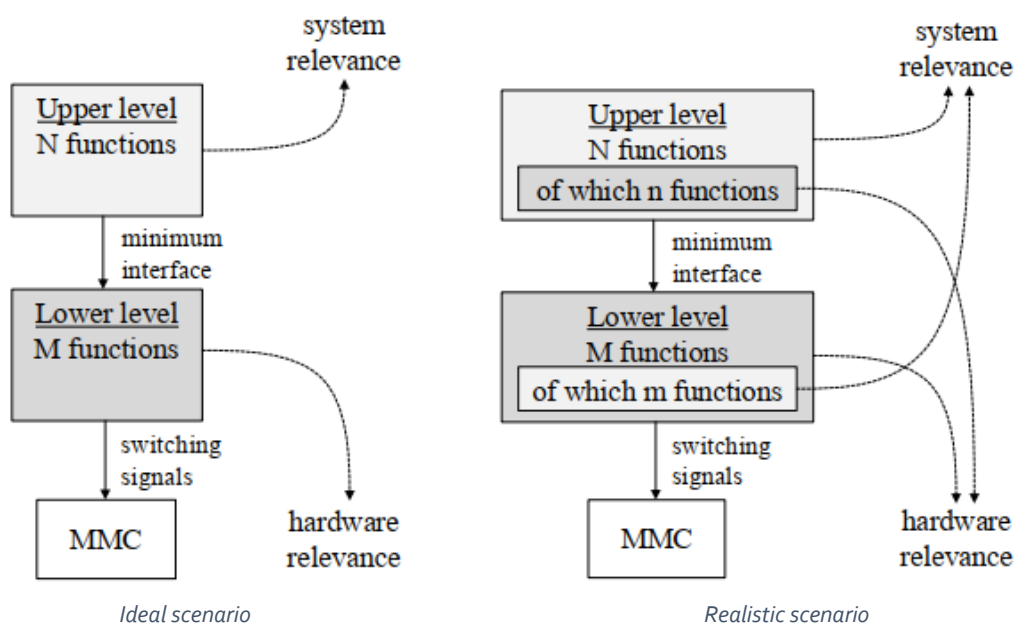 system
relevance
Upper level
N functions
minimum
interface
Lower level
M functions
switching
signals
MMC
hardware
relevance
Ideal scenario
system
relevance
Upper level
N functions
of which n functions
minimum
interface
Lower level
M functions
of which m functions
switching
signals
MMC
hardware
relevance
Realistic scenario